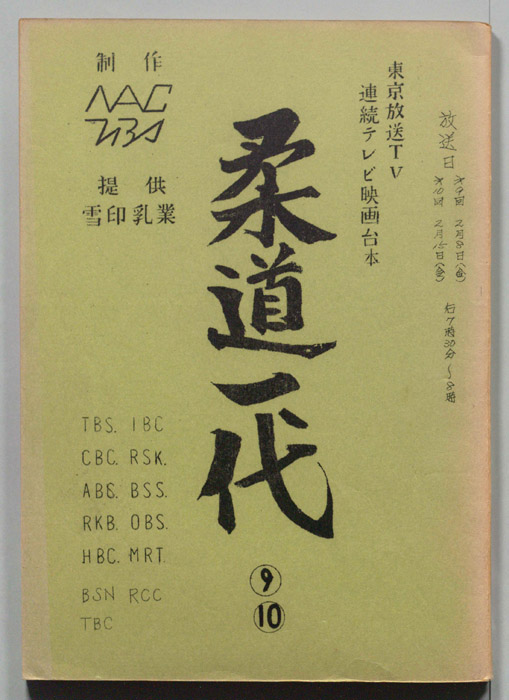 放送日
第9回 2月8日(金)
第10回 2月15日(金)
后7時30分〜8時
東京放送TV
連続テレビ映画台本
柔道一代
9
10
制作
NAC
TBS
提供
雪印乳業
TBS. IBC
CBC. RSK.
ABS. BSS.
RKB. OBS.
HBC. MRT.
BSN RCC
TBC